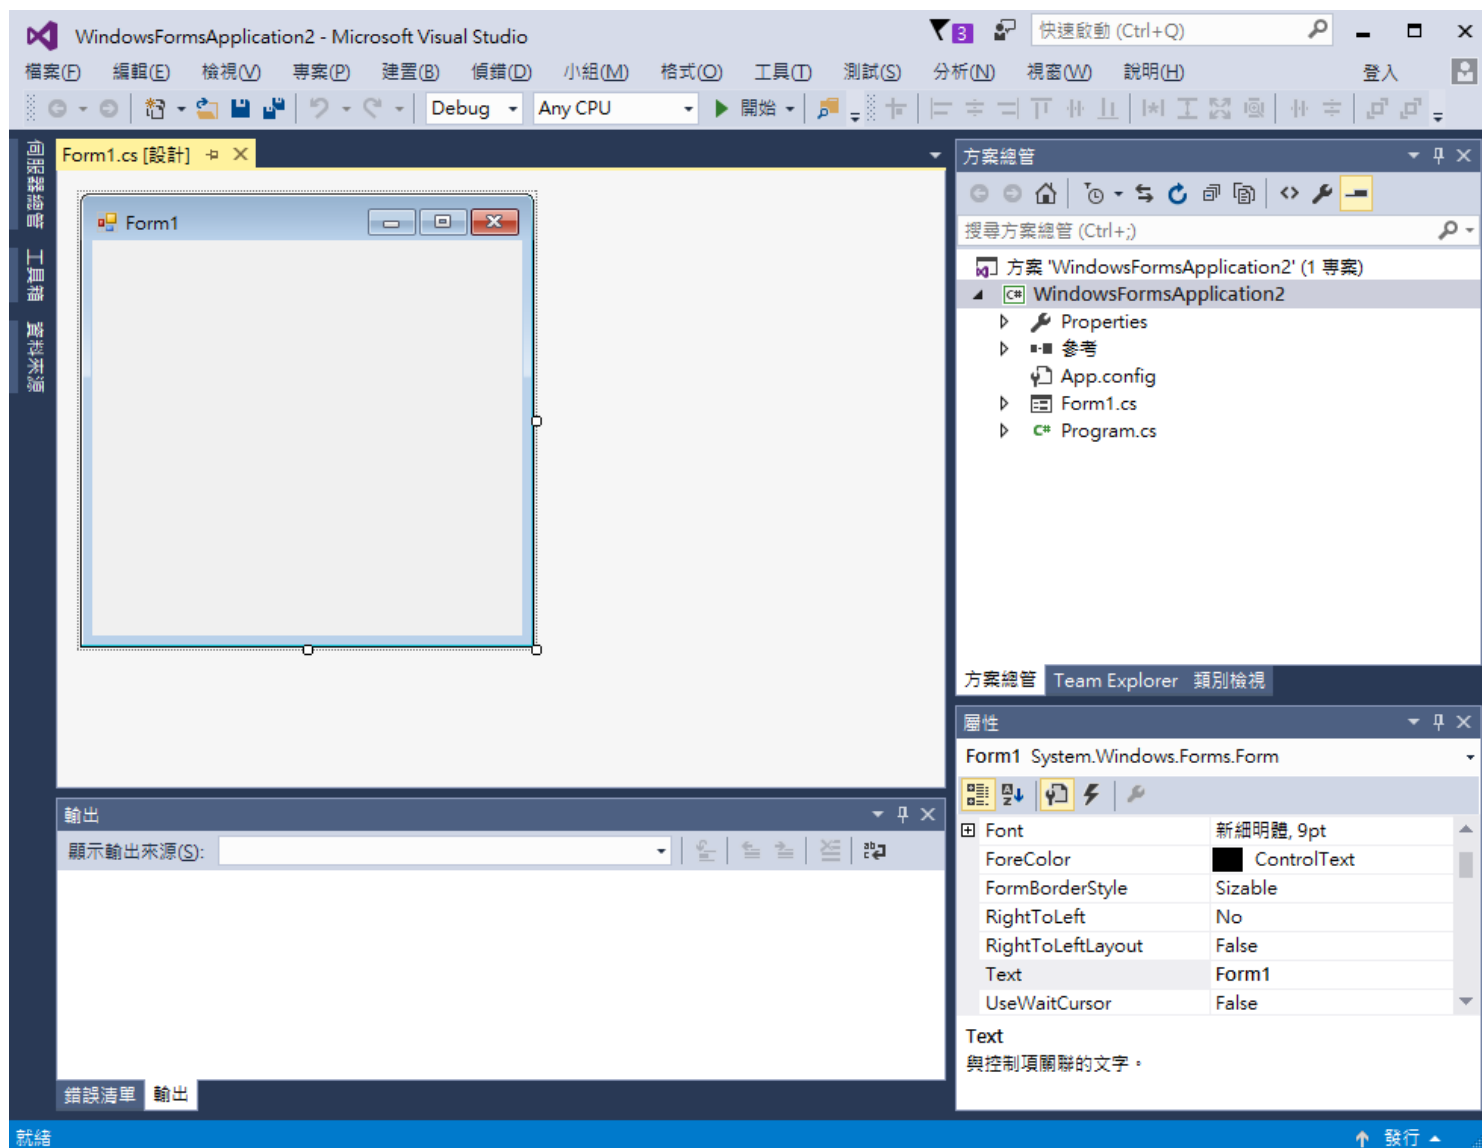 WindowsFormsApplication2 - Microsoft Visual Studio
3
快速啟動 (Ctrl+Q)
檔案(F) 編輯(E) 檢視(V) 專案(P) 建置(B) 偵錯(D) 小組(M) 格式(O) 工具(T) 測試(S) 分析(N) 視窗(W) 說明(H) 登入
Debug Any CPU 開始
伺服器總管
工具箱
資料來源
Form1.cs [設計]
Form1
方案總管
搜尋方案總管 (Ctrl+;)
方案 'WindowsFormsApplication2' (1 專案)
C# WindowsFormsApplication2
Properties
參考
App.config
Form1.cs
C# Program.cs
方案總管 Team Explorer 類別檢視
屬性
Form1 System.Windows.Forms.Form
Font 新細明體, 9pt
ForeColor ControlText
FormBorderStyle Sizable
RightToLeft No
RightToLeftLayout False
Text Form1
UseWaitCursor False
Text
與控制項關聯的文字。
輸出
顯示輸出來源(S):
錯誤清單 輸出
就緒 發行